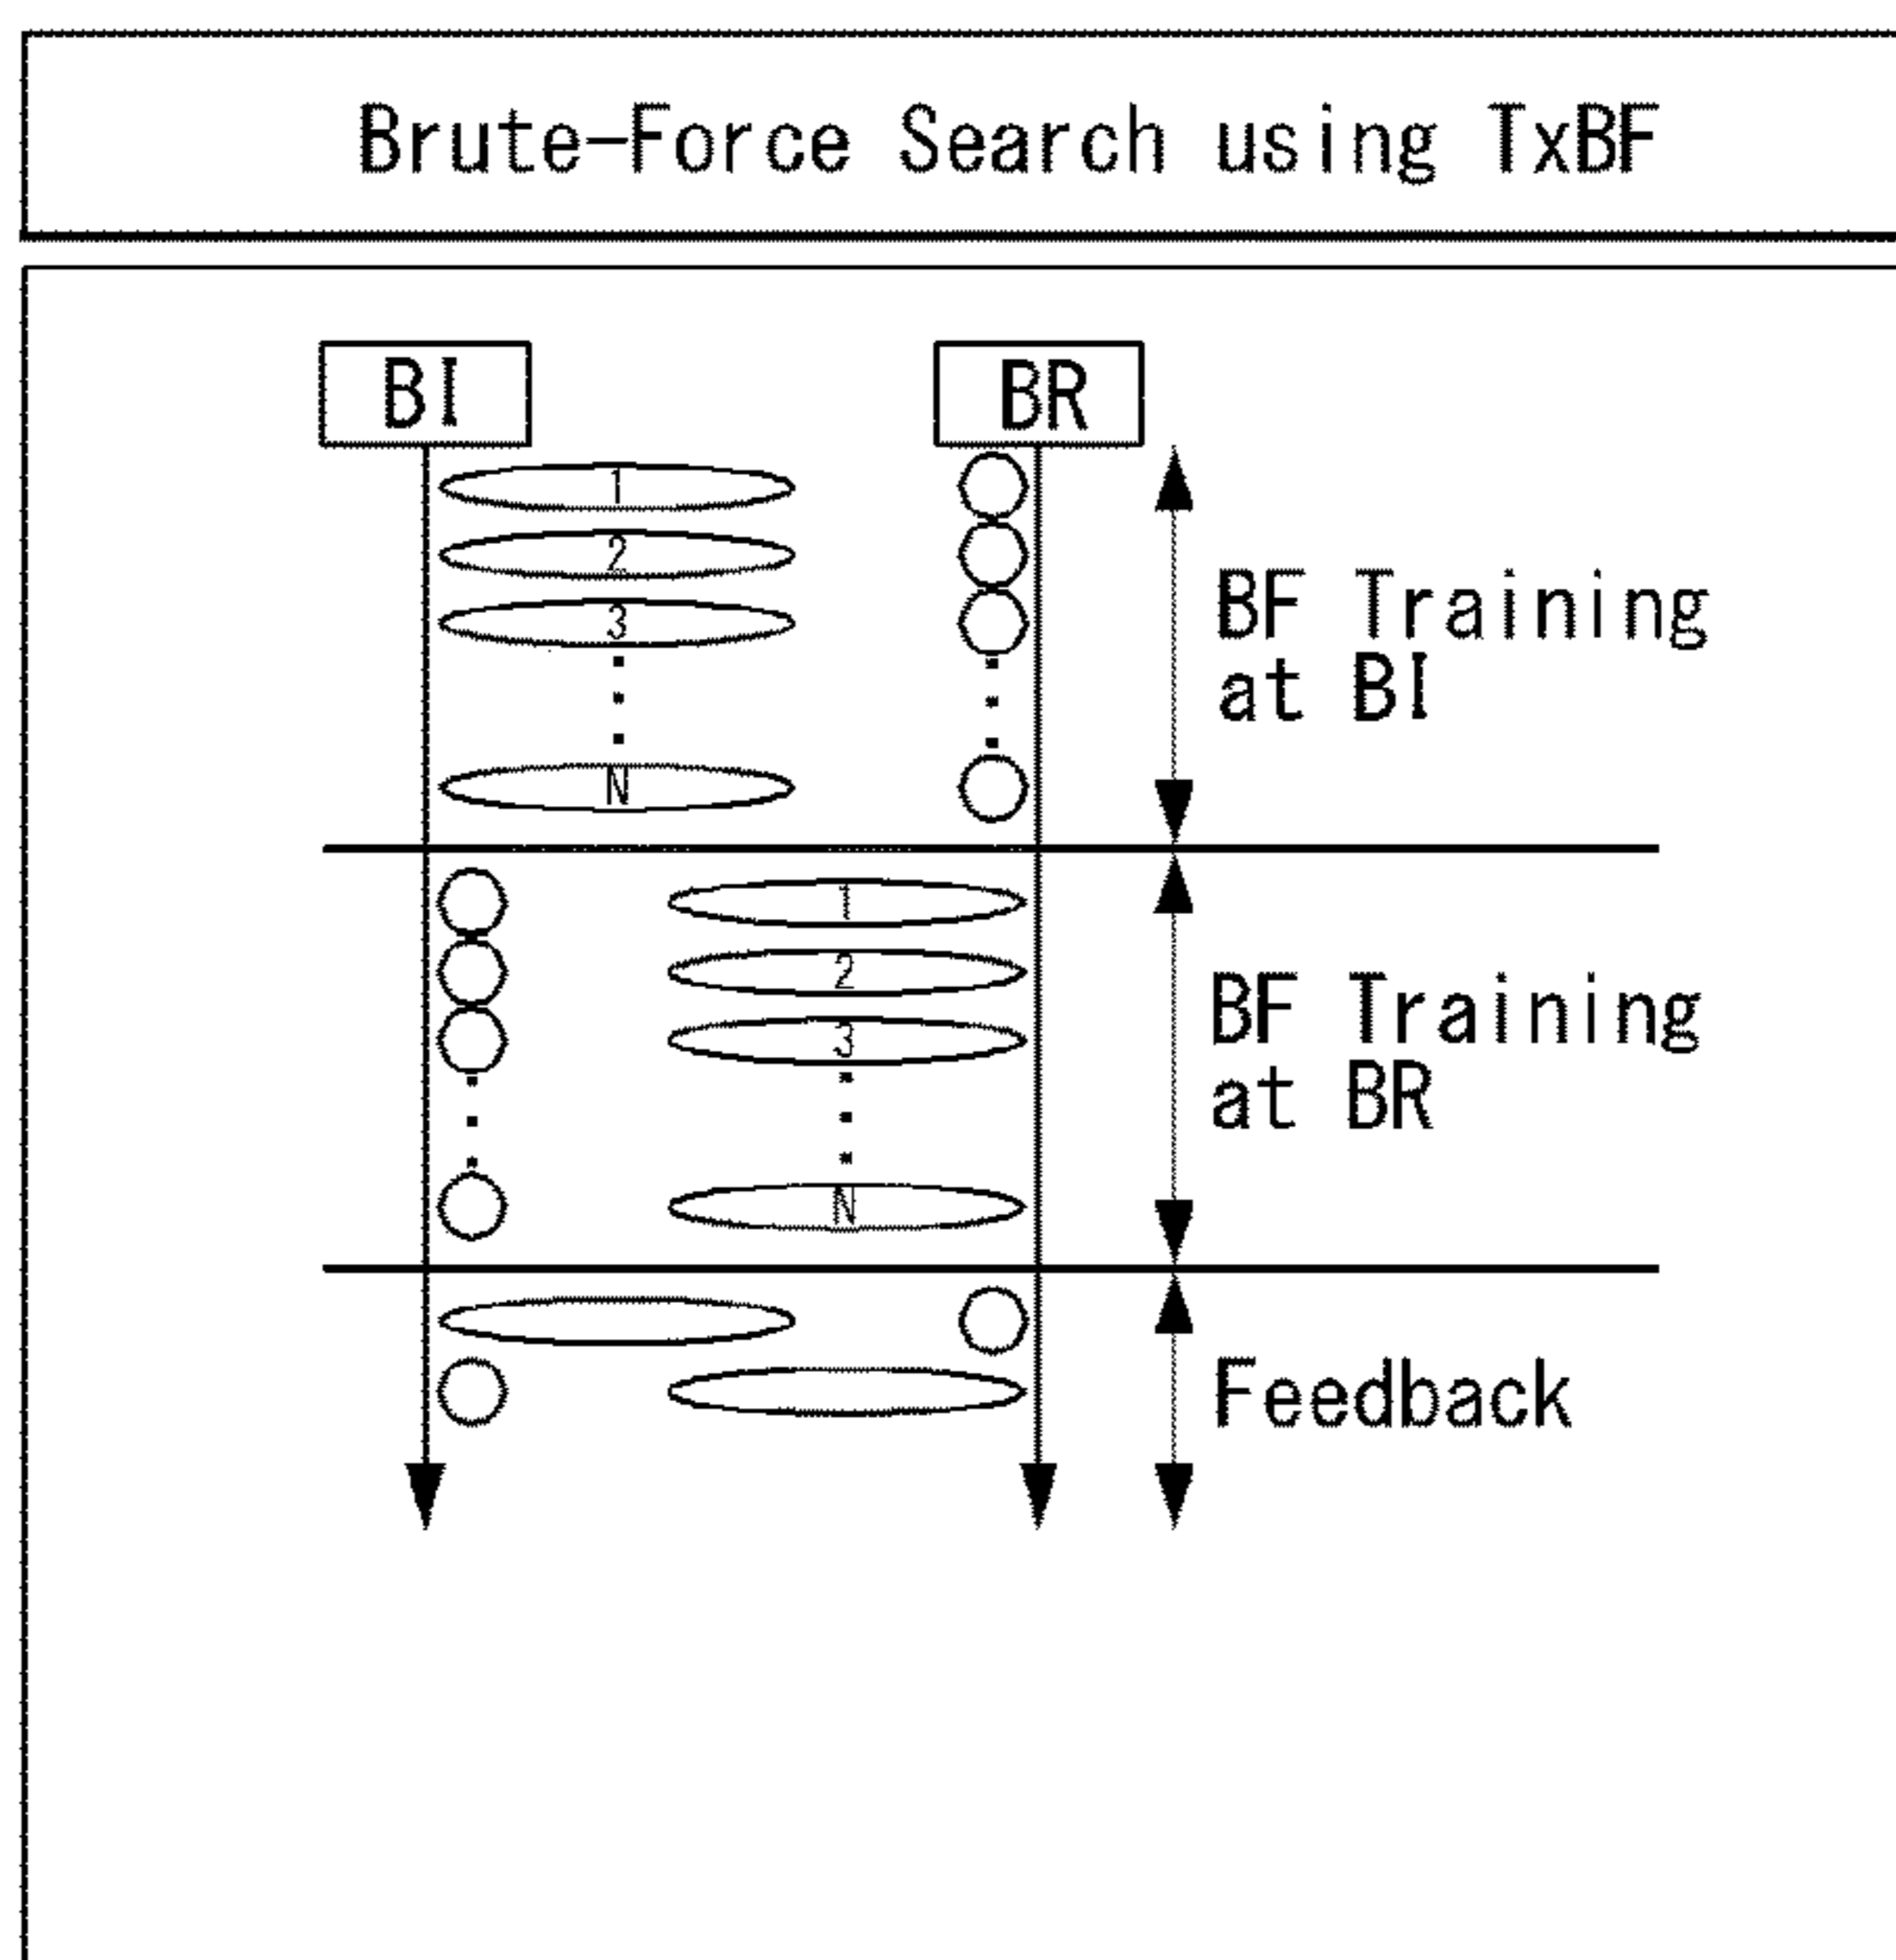 Brute-Force Search using TxBF
BI
BR
1
2
3
N
BF Training
at BI
1
2
3
N
BF Training
at BR
Feedback